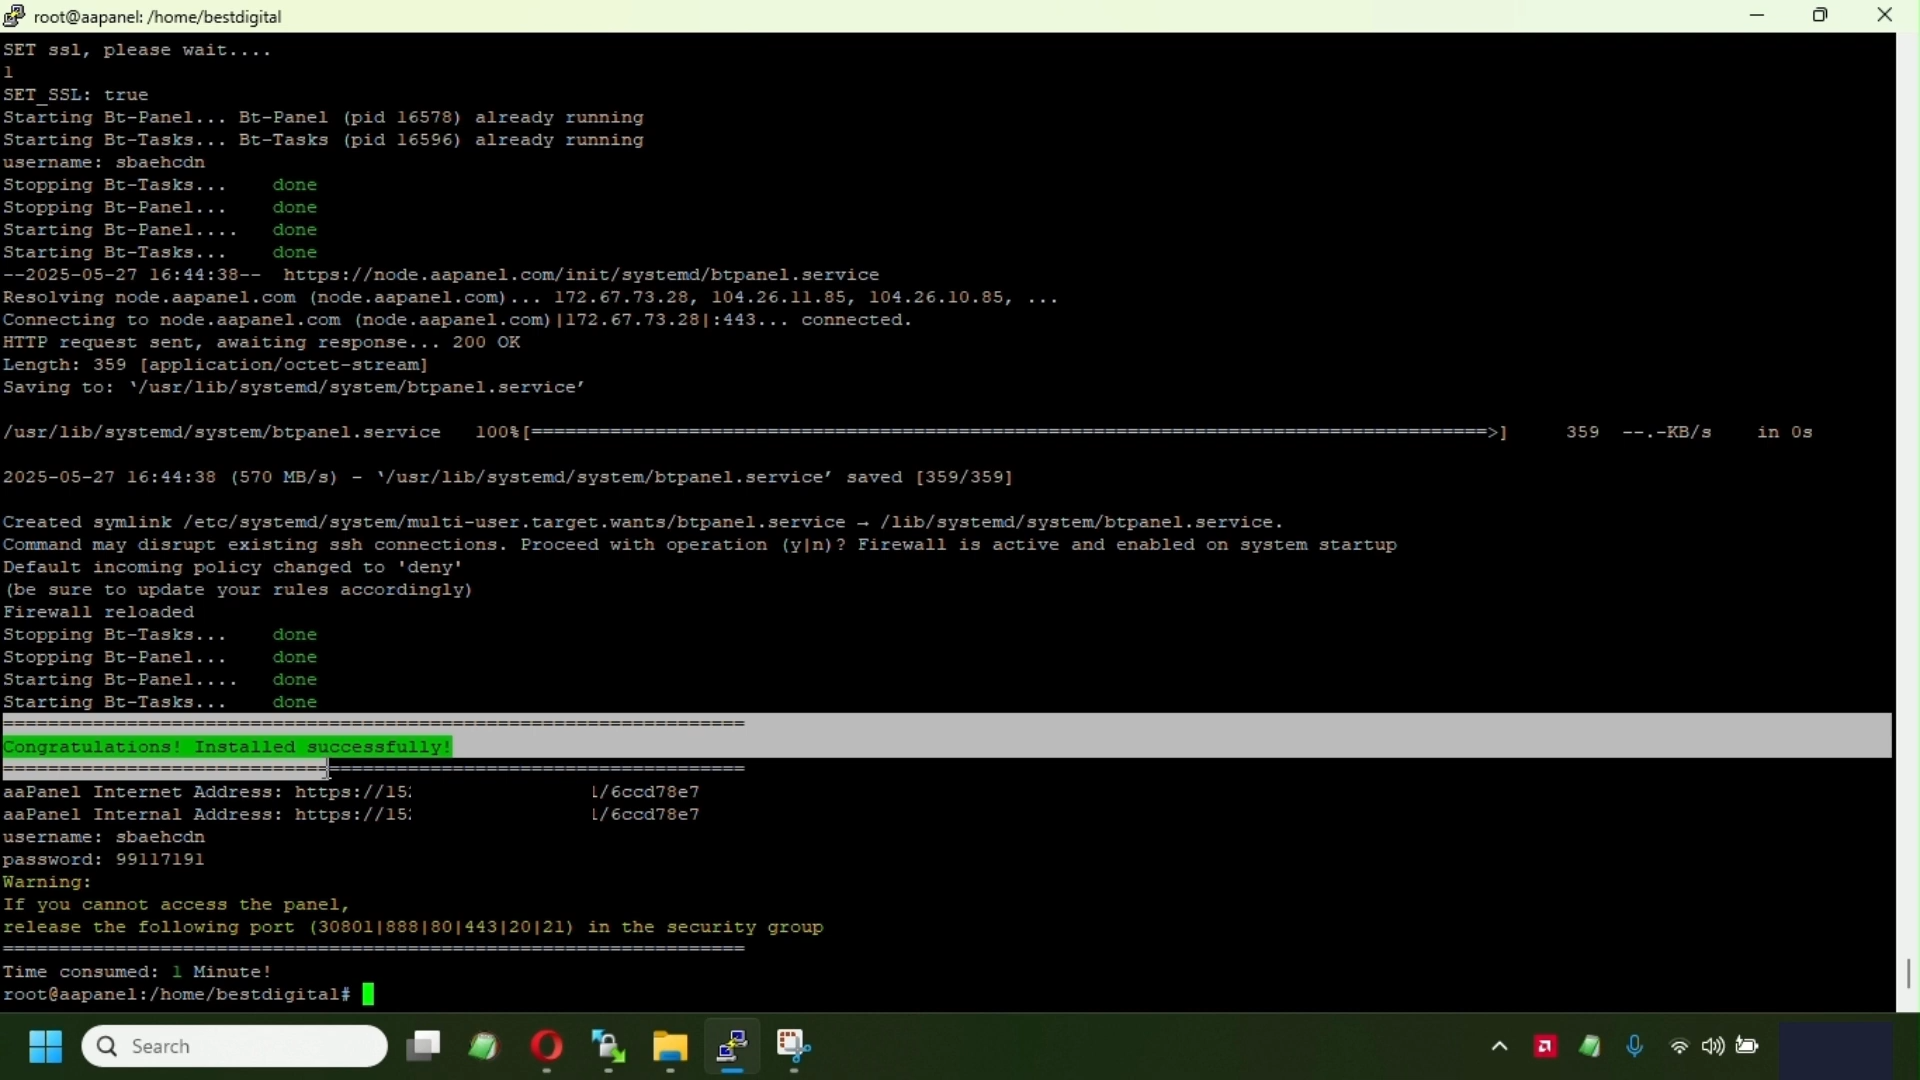 root@aapanel: /home/bestdigital
SET ssl, please wait....
1
SET_SSL: true
Starting Bt-Panel... Bt-Panel (pid 16578) already running
Starting Bt-Tasks... Bt-Tasks (pid 16596) already running
username: sbaehcdn
Stopping Bt-Tasks...    done
Stopping Bt-Panel...    done
Starting Bt-Panel....   done
Starting Bt-Tasks...    done
--2025-05-27 16:44:38--  https://node.aapanel.com/init/systemd/btpanel.service
Resolving node.aapanel.com (node.aapanel.com)... 172.67.73.28, 104.26.11.85, 104.26.10.85, ...
Connecting to node.aapanel.com (node.aapanel.com)|172.67.73.28|:443... connected.
HTTP request sent, awaiting response... 200 OK
Length: 359 [application/octet-stream]
Saving to: ‘/usr/lib/systemd/system/btpanel.service’
/usr/lib/systemd/system/btpanel.service   100%[=====================================================================================>]     359  --.-KB/s    in 0s
2025-05-27 16:44:38 (570 MB/s) - ‘/usr/lib/systemd/system/btpanel.service’ saved [359/359]
Created symlink /etc/systemd/system/multi-user.target.wants/btpanel.service → /lib/systemd/system/btpanel.service.
Command may disrupt existing ssh connections. Proceed with operation (y|n)? Firewall is active and enabled on system startup
Default incoming policy changed to 'deny'
(be sure to update your rules accordingly)
Firewall reloaded
Stopping Bt-Tasks...    done
Stopping Bt-Panel...    done
Starting Bt-Panel....   done
Starting Bt-Tasks...    done
==================================================================
Congratulations! Installed successfully!
==================================================================
aaPanel Internet Address: https://152 1/6ccd78e7
aaPanel Internal Address: https://152 1/6ccd78e7
username: sbaehcdn
password: 99117191
Warning:
If you cannot access the panel,
release the following port (30801|888|80|443|20|21) in the security group
==================================================================
Time consumed: 1 Minute!
root@aapanel:/home/bestdigital#
Search